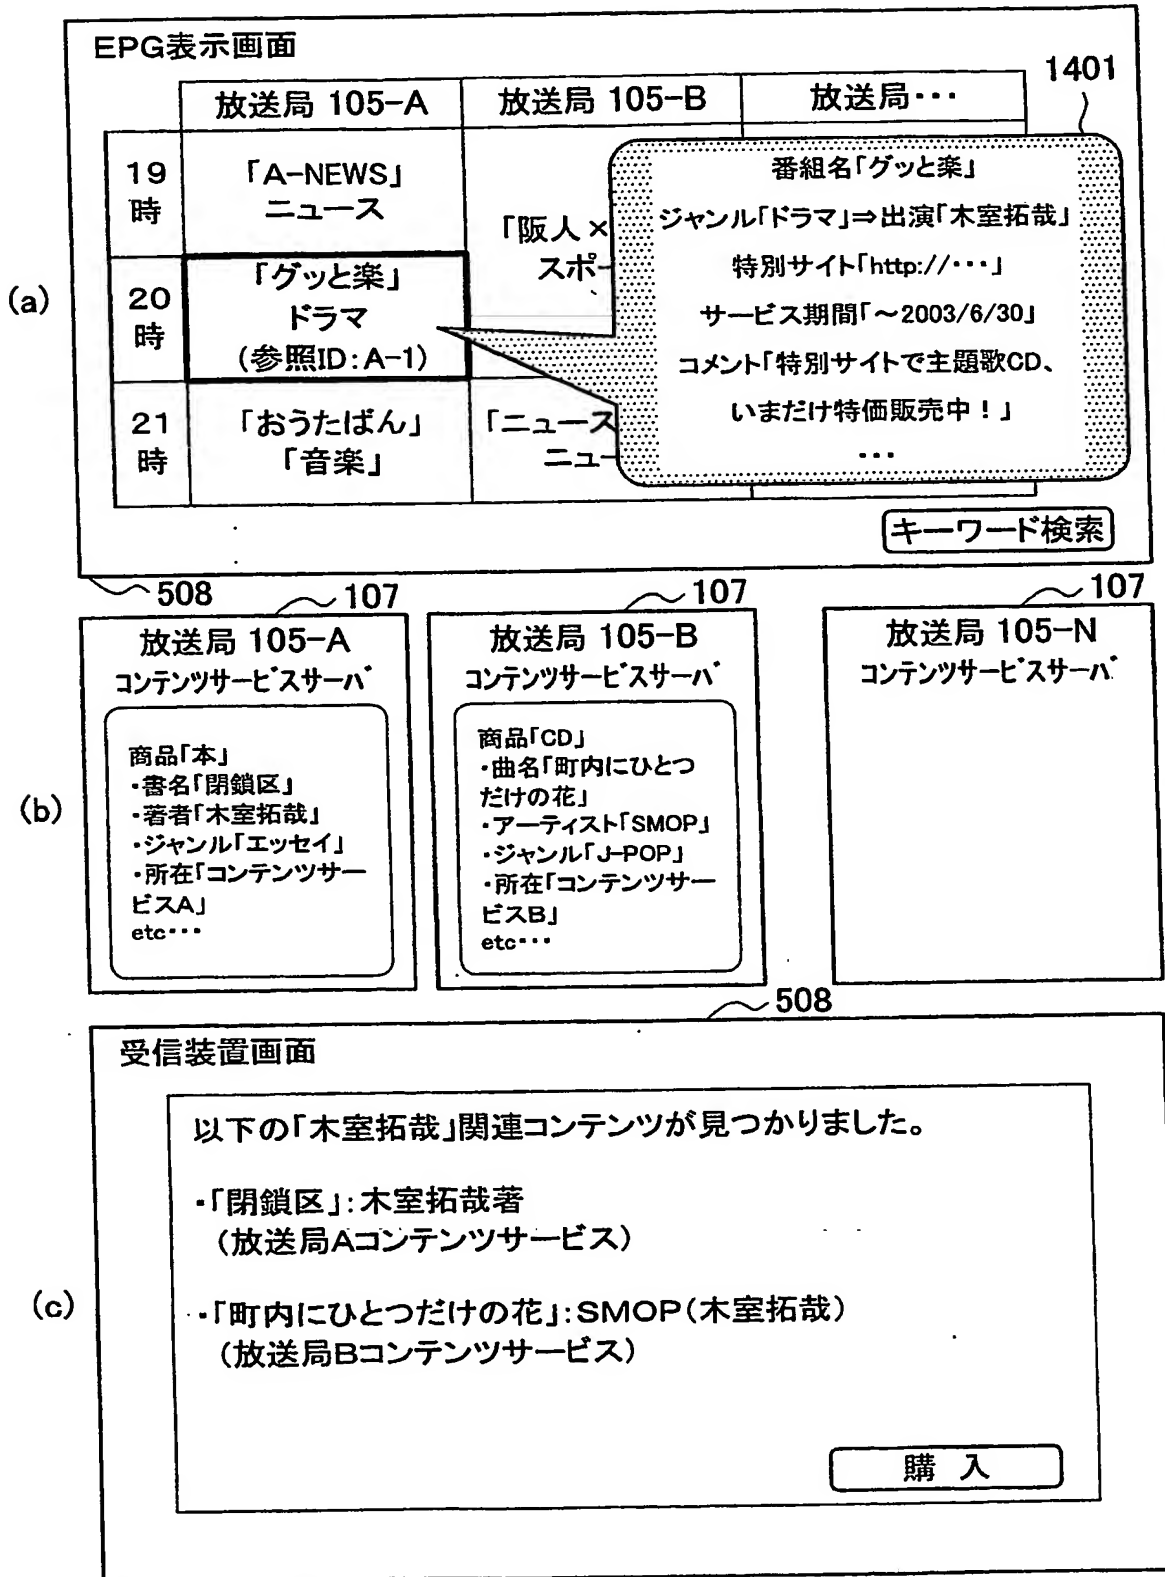 EPG表示画面
1401
放送局 105-A 放送局 105-B 放送局・・・
19時 「A-NEWS」
ニュース
「阪人×
スポー
20時 「グッと楽」
ドラマ
(参照ID:A-1)
21時 「おうたばん」
「音楽」
「ニュース
ニュー
番組名「グッと楽」
ジャンル「ドラマ」⇒出演「木室拓哉」
特別サイト「http://・・・」
サービス期間「~2003/6/30」
コメント「特別サイトで主題歌CD、
いまだけ特価販売中!」
・・・
キーワード検索
(a)
508
107
107
107
放送局 105-A
コンテンツサービスサーバ
商品「本」
・書名「閉鎖区」
・著者「木室拓哉」
・ジャンル「エッセイ」
・所在「コンテンツサー
ビスA」
etc・・・
放送局 105-B
コンテンツサービスサーバ
商品「CD」
・曲名「町内にひとつ
だけの花」
・アーティスト「SMOP」
・ジャンル「J-POP」
・所在「コンテンツサー
ビスB」
etc・・・
放送局 105-N
コンテンツサービスサーバ
(b)
508
受信装置画面
以下の「木室拓哉」関連コンテンツが見つかりました。
・「閉鎖区」:木室拓哉著
(放送局Aコンテンツサービス)
・「町内にひとつだけの花」:SMOP(木室拓哉)
(放送局Bコンテンツサービス)
購 入
(c)